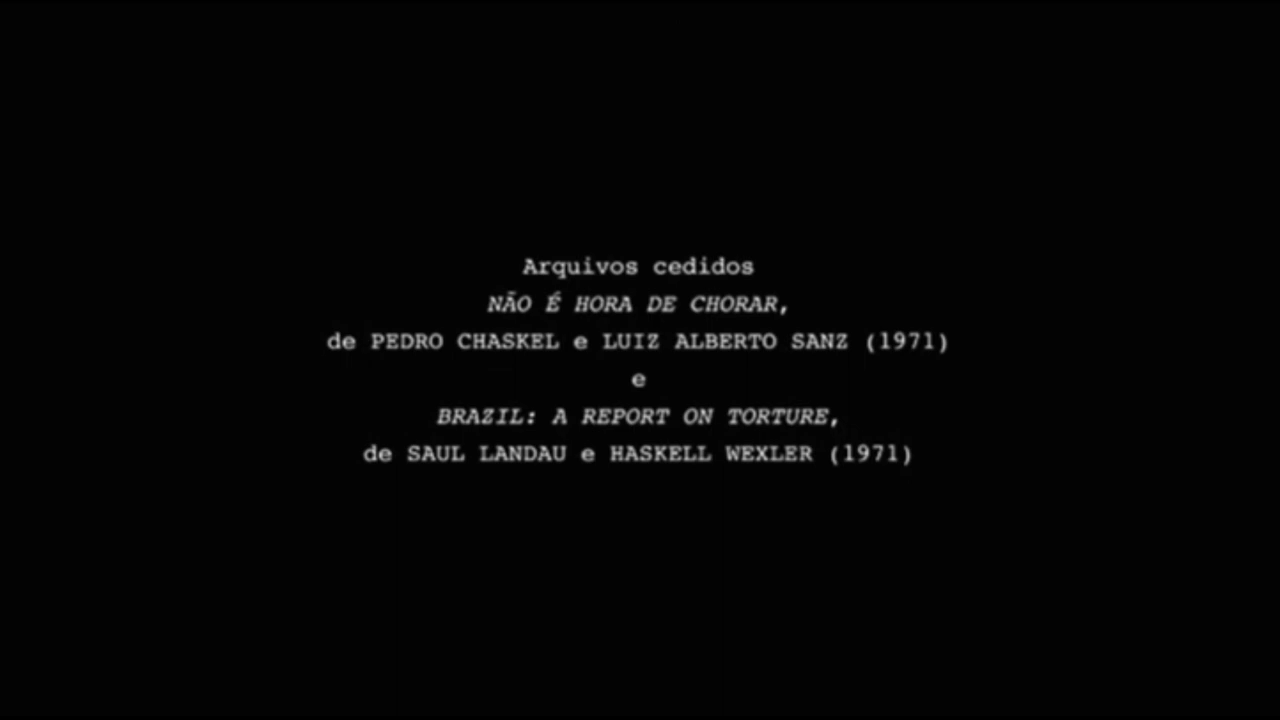 Arquivos cedidos
NÃO É HORA DE CHORAR,
de PEDRO CHASKEL e LUIZ ALBERTO SANZ (1971)
e
BRAZIL: A REPORT ON TORTURE,
de SAUL LANDAU e HASKELL WEXLER (1971)